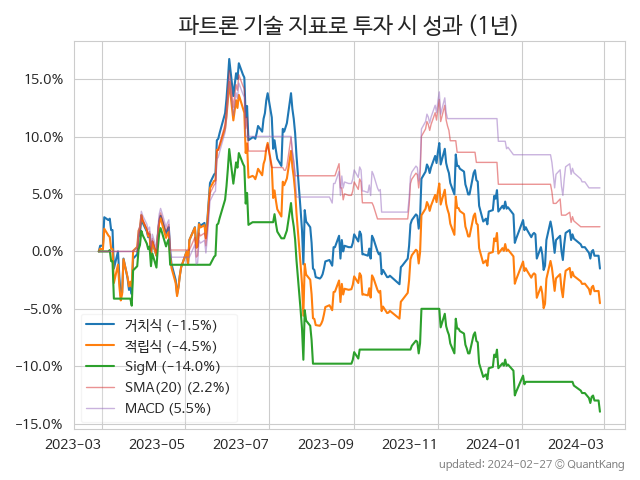 파트론 기술 지표로 투자 시 성과 (1년)
15.0%
10.0%
5.0%
0.0%
−5.0%
−10.0%
−15.0%
거치식 (−1.5%)
적립식 (−4.5%)
SigM (−14.0%)
SMA(20) (2.2%)
MACD (5.5%)
2023-03 2023-05 2023-07 2023-09 2023-11 2024-01 2024-03
updated: 2024-02-27 © QuantKang